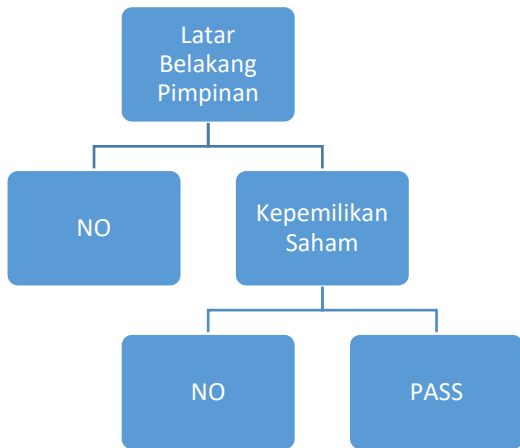 Latar
Belakang
Pimpinan
NO
Kepemilikan
Saham
NO
PASS